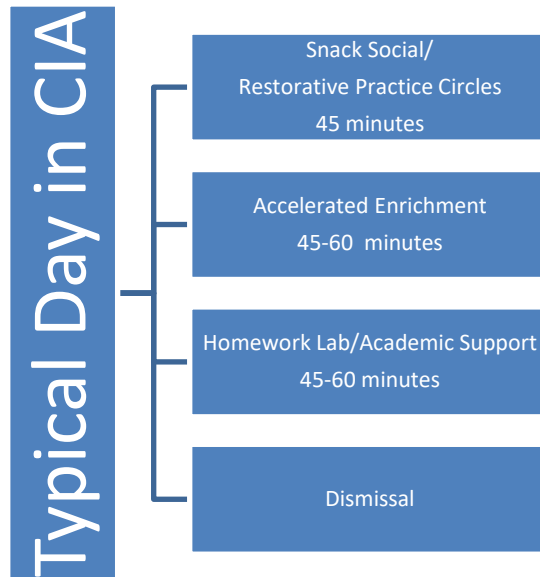 Typical Day in CIA
Snack Social/
Restorative Practice Circles
45 minutes
Accelerated Enrichment
45-60 minutes
Homework Lab/Academic Support
45-60 minutes
Dismissal